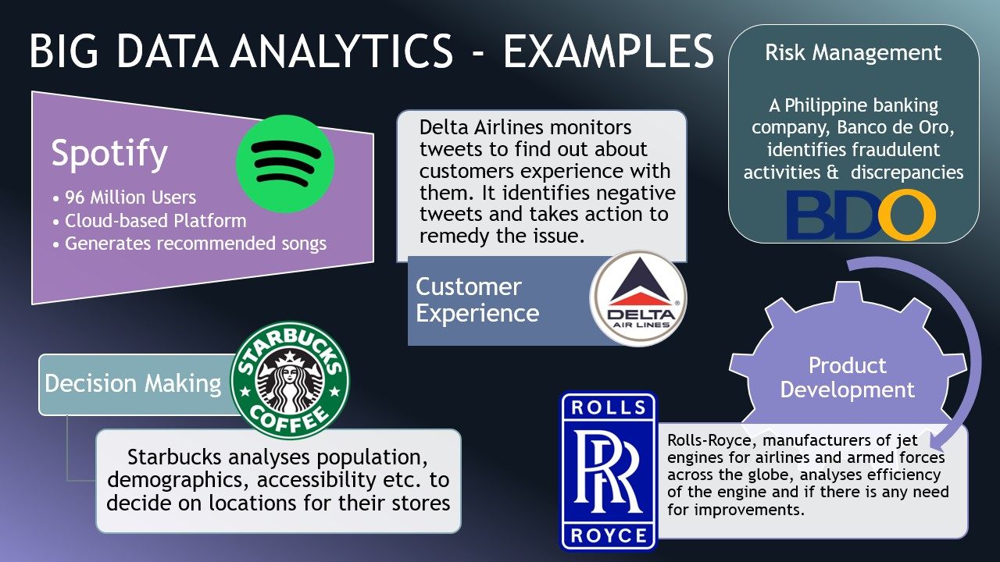 BIG DATA ANALYTICS - EXAMPLES
Spotify
• 96 Million Users
• Cloud-based Platform
• Generates recommended songs
Delta Airlines monitors
tweets to find out about
customers experience with
them. It identifies negative
tweets and takes action to
remedy the issue.
Customer
Experience
DELTA
AIR LINES
®
Risk Management
A Philippine banking
company, Banco de Oro,
identifies fraudulent
activities &  discrepancies
BDO
Decision Making
STARBUCKS
COFFEE
Starbucks analyses population,
demographics, accessibility etc. to
decide on locations for their stores
Product
Development
ROLLS
RR
ROYCE
Rolls-Royce, manufacturers of jet
engines for airlines and armed forces
across the globe, analyses efficiency
of the engine and if there is any need
for improvements.